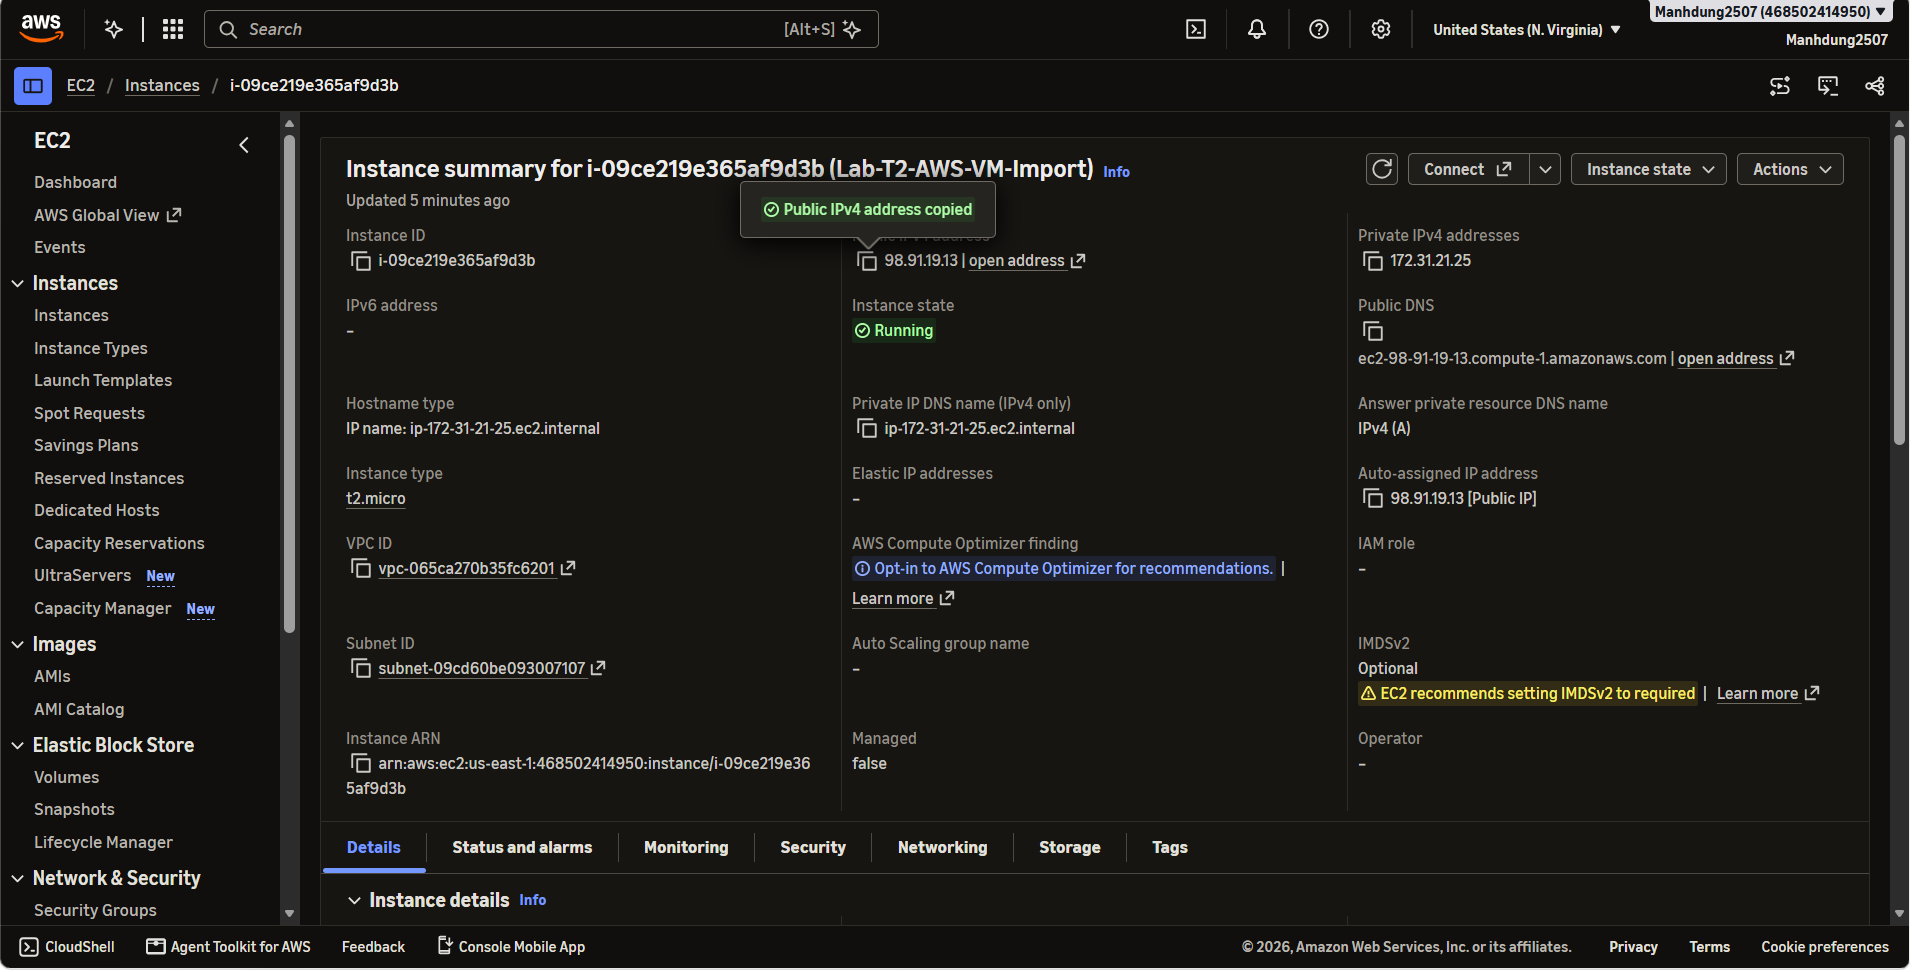 aws
Search [Alt+S]
United States (N. Virginia)
Manhdung2507 (468502414950)
Manhdung2507
EC2 / Instances / i-09ce219e365af9d3b
EC2
Dashboard
AWS Global View
Events
Instances
Instances
Instance Types
Launch Templates
Spot Requests
Savings Plans
Reserved Instances
Dedicated Hosts
Capacity Reservations
UltraServers New
Capacity Manager New
Images
AMIs
AMI Catalog
Elastic Block Store
Volumes
Snapshots
Lifecycle Manager
Network & Security
Security Groups
Instance summary for i-09ce219e365af9d3b (Lab-T2-AWS-VM-Import) Info
Updated 5 minutes ago
Connect
Instance state
Actions
Public IPv4 address copied
Instance ID
i-09ce219e365af9d3b
98.91.19.13 | open address
Private IPv4 addresses
172.31.21.25
IPv6 address
–
Instance state
Running
Public DNS
ec2-98-91-19-13.compute-1.amazonaws.com | open address
Hostname type
IP name: ip-172-31-21-25.ec2.internal
Private IP DNS name (IPv4 only)
ip-172-31-21-25.ec2.internal
Answer private resource DNS name
IPv4 (A)
Instance type
t2.micro
Elastic IP addresses
–
Auto-assigned IP address
98.91.19.13 [Public IP]
VPC ID
vpc-065ca270b35fc6201
AWS Compute Optimizer finding
Opt-in to AWS Compute Optimizer for recommendations. |
Learn more
IAM role
–
Subnet ID
subnet-09cd60be093007107
Auto Scaling group name
–
IMDSv2
Optional
EC2 recommends setting IMDSv2 to required | Learn more
Instance ARN
arn:aws:ec2:us-east-1:468502414950:instance/i-09ce219e36
5af9d3b
Managed
false
Operator
–
Details
Status and alarms
Monitoring
Security
Networking
Storage
Tags
Instance details Info
CloudShell
Agent Toolkit for AWS
Feedback
Console Mobile App
© 2026, Amazon Web Services, Inc. or its affiliates.
Privacy
Terms
Cookie preferences